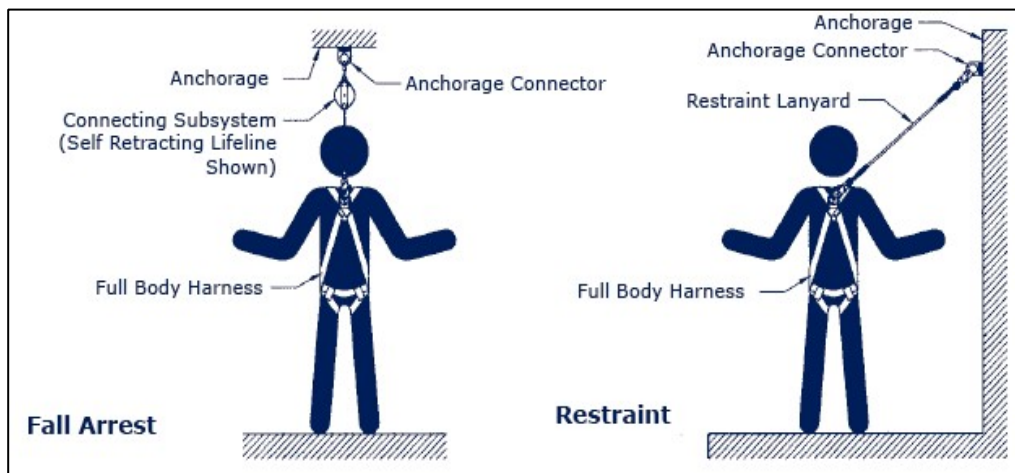 Anchorage
Anchorage Connector
Connecting Subsystem
(Self Retracting Lifeline
Shown)
Full Body Harness
Fall Arrest
Anchorage
Anchorage Connector
Restraint Lanyard
Full Body Harness
Restraint